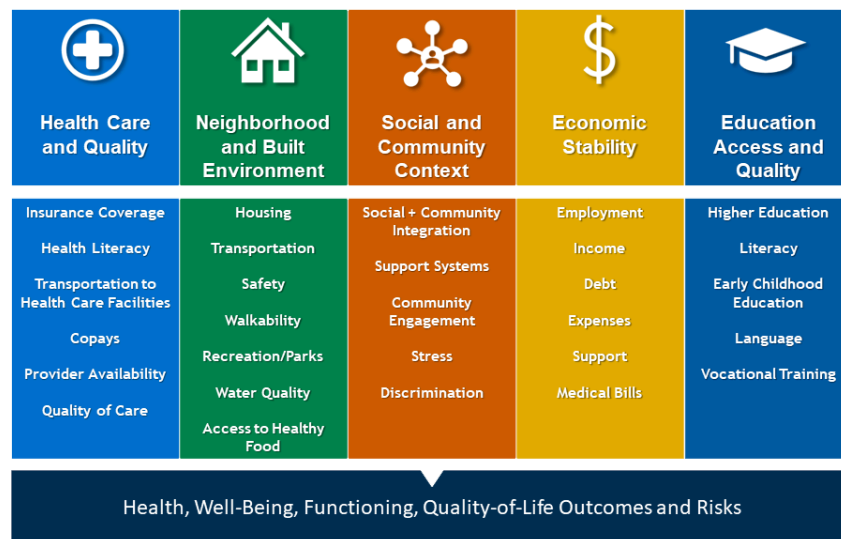 Health Care
and Quality
Neighborhood
and Built
Environment
Social and
Community
Context
Economic
Stability
Education
Access and
Quality
Insurance Coverage
Health Literacy
Transportation to
Health Care Facilities
Copays
Provider Availability
Quality of Care
Housing
Transportation
Safety
Walkability
Recreation/Parks
Water Quality
Access to Healthy
Food
Social + Community
Integration
Support Systems
Community
Engagement
Stress
Discrimination
Employment
Income
Debt
Expenses
Support
Medical Bills
Higher Education
Literacy
Early Childhood
Education
Language
Vocational Training
Health, Well-Being, Functioning, Quality-of-Life Outcomes and Risks